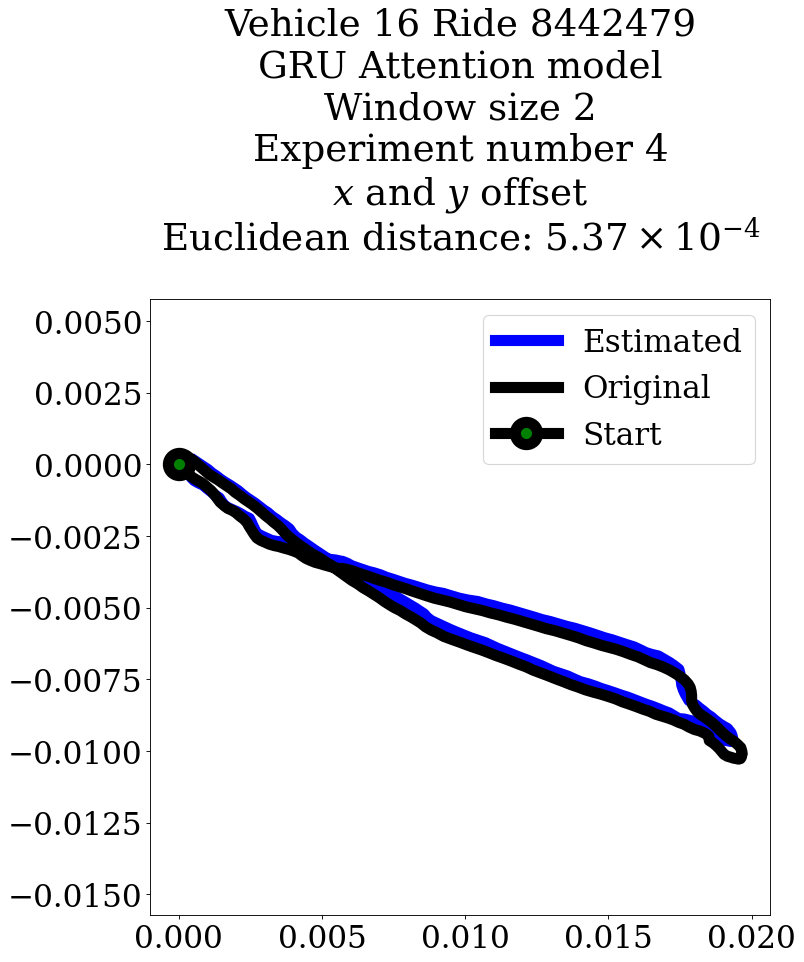 Vehicle 16 Ride 8442479
GRU Attention model
Window size 2
Experiment number 4
x and y offset
Euclidean distance: 5.37 × 10⁻⁴
Estimated
Original
Start
0.0050
0.0025
0.0000
−0.0025
−0.0050
−0.0075
−0.0100
−0.0125
−0.0150
0.000 0.005 0.010 0.015 0.020